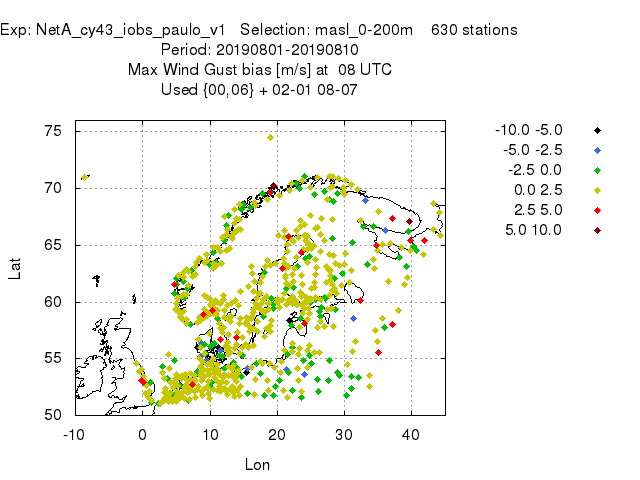 Exp: NetA_cy43_iobs_paulo_v1 Selection: masl_0-200m 630 stations
Period: 20190801-20190810
Max Wind Gust bias [m/s] at 08 UTC
Used {00,06} + 02-01 08-07
-10.0 -5.0
-5.0 -2.5
-2.5 0.0
0.0 2.5
2.5 5.0
5.0 10.0
75
70
65
60
55
50
Lat
-10 0 10 20 30 40
Lon